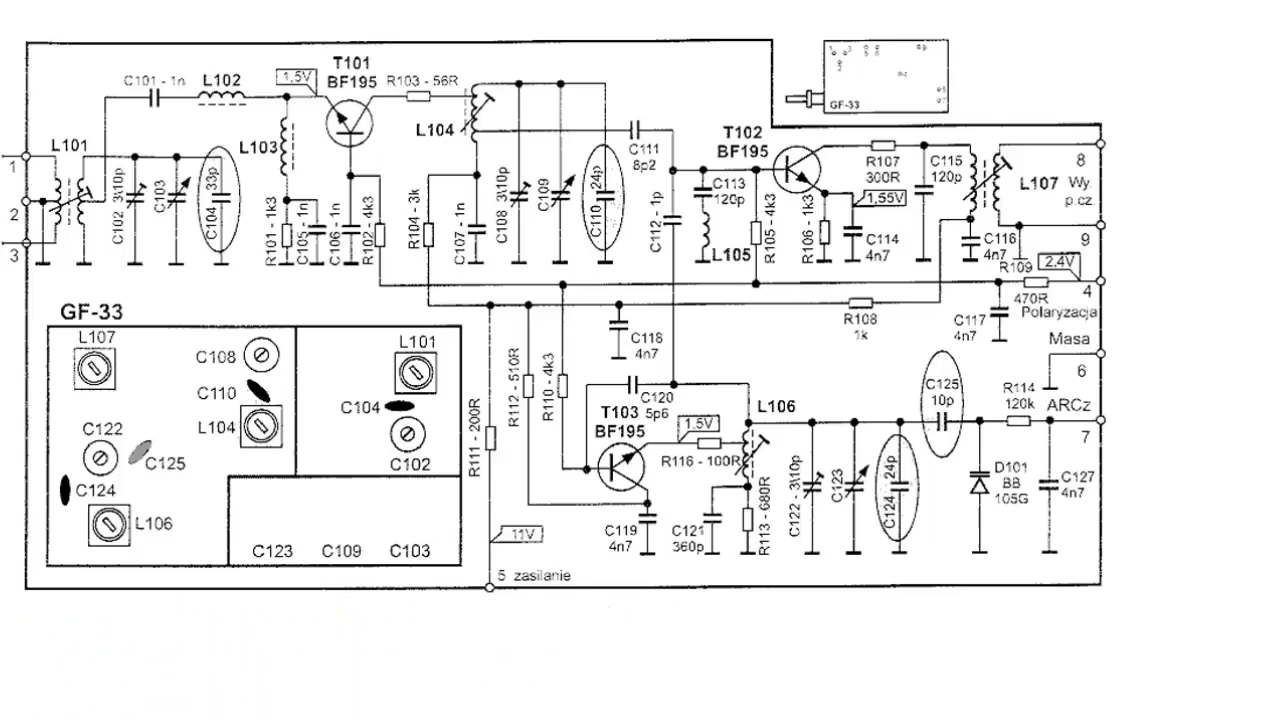 T101
BF195
C101 - 1n
L102
1,5V
R103 - 56R
L104
L101
L103
1
2
3
C102 3\10p
C103
C104 33p
R101 - 1k3
C105 - 1n
C106 - 1n
R102 - 4k3
R104 - 3k
C107 - 1n
C108 3\10p
C109
C110 24p
C111
8p2
C112 - 1p
T102
BF195
C113
120p
L105
R105 - 4k3
R106 - 1k3
1,55V
C114
4n7
R107
300R
C115
120p
L107
C116
4n7
R109
470R
2,4V
8
Wy
p.cz
9
4
Polaryzacja
GF-33
R108
1k
C117
4n7
C118
4n7
Masa
6
ARCz
7
GF-33
L107
C108
C110
L104
C122
C125
C124
L106
L101
C104
C102
C123
C109
C103
R111 - 200R
R112 - 510R
R110 - 4k3
11V
5 zasilanie
C120
5p6
T103
BF195
1,5V
R116 - 100R
L106
C119
4n7
C121
360p
R113 - 680R
C122 - 3\10p
C123
C124 24p
C125
10p
R114
120k
D101
BB
105G
C127
4n7